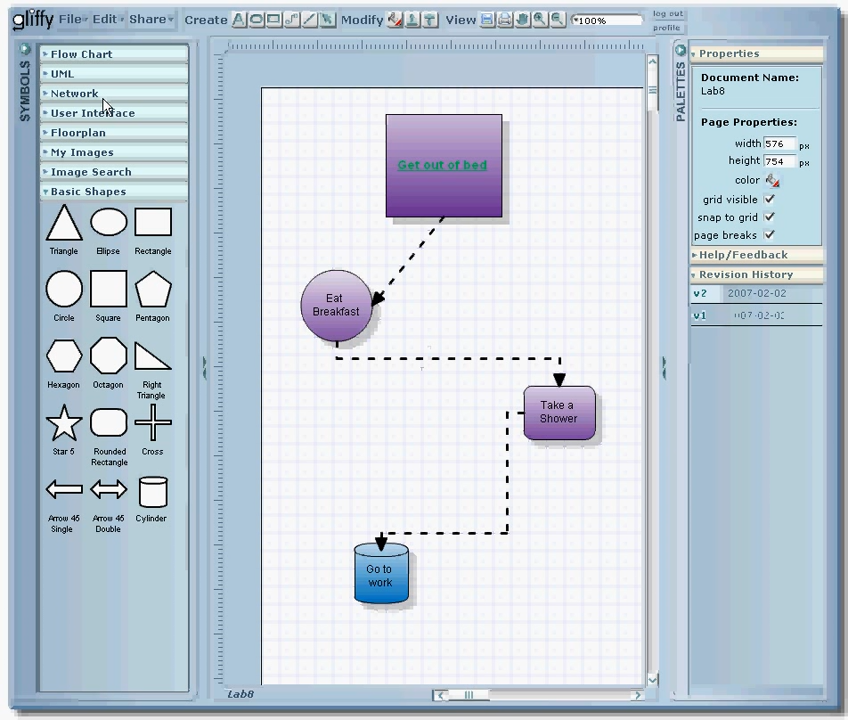 gliffy File Edit Share Create Modify View 100% log out
profile
SYMBOLS
Flow Chart
UML
Network
User Interface
Floorplan
My Images
Image Search
Basic Shapes
Triangle Ellipse Rectangle
Circle Square Pentagon
Hexagon Octagon Right
Triangle
Star 5 Rounded Cross
Rectangle
Arrow 45 Arrow 45 Cylinder
Single Double
Get out of bed
Eat
Breakfast
Take a
Shower
Go to
work
Lab8
PALETTES
Properties
Document Name:
Lab8
Page Properties:
width 576 px
height 754 px
color
grid visible
snap to grid
page breaks
Help/Feedback
Revision History
v2 2007-02-02
v1